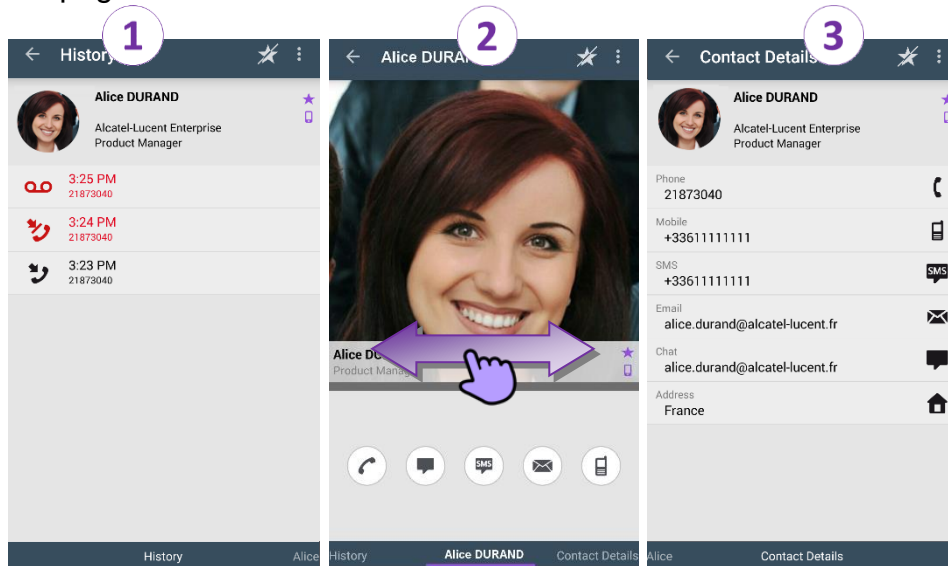 1
History
Alice DURAND
Alcatel-Lucent Enterprise
Product Manager
3:25 PM
21873040
3:24 PM
21873040
3:23 PM
21873040
History Alice
2
Alice DURA
Alice DU
Product Manag
SMS
History Alice DURAND Contact Details
3
Contact Details
Alice DURAND
Alcatel-Lucent Enterprise
Product Manager
Phone
21873040
Mobile
+33611111111
SMS
+33611111111
SMS
Email
alice.durand@alcatel-lucent.fr
Chat
alice.durand@alcatel-lucent.fr
Address
France
Alice Contact Details